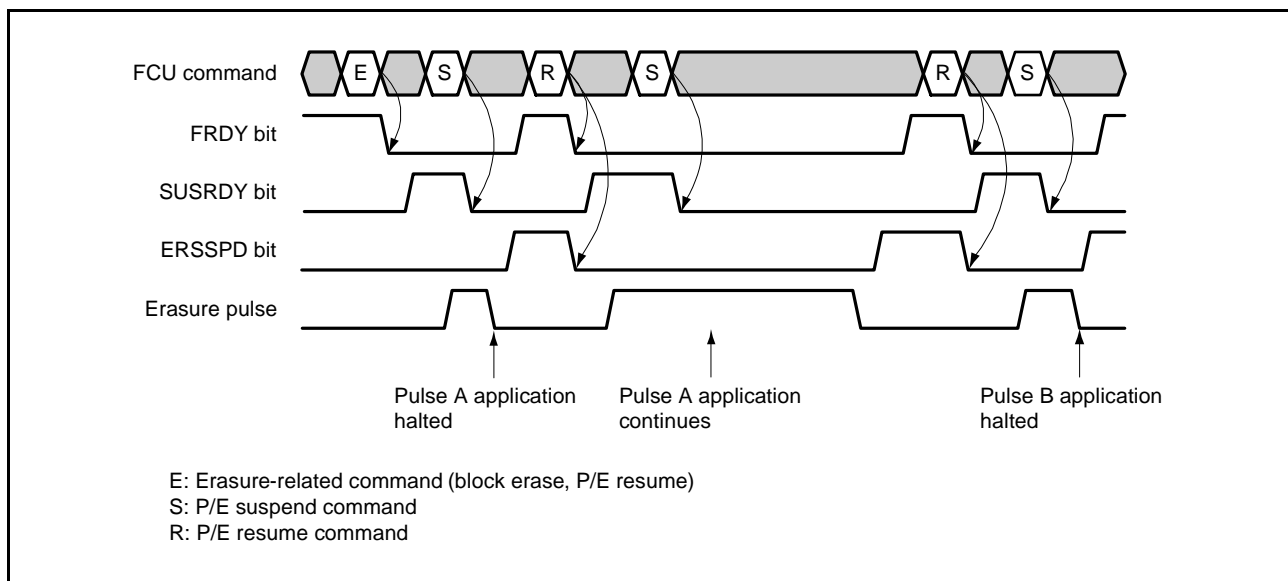 FCU command
E
S
R
S
R
S
FRDY bit
SUSRDY bit
ERSSPD bit
Erasure pulse
Pulse A application
halted
Pulse A application
continues
Pulse B application
halted
E: Erasure-related command (block erase, P/E resume)
S: P/E suspend command
R: P/E resume command